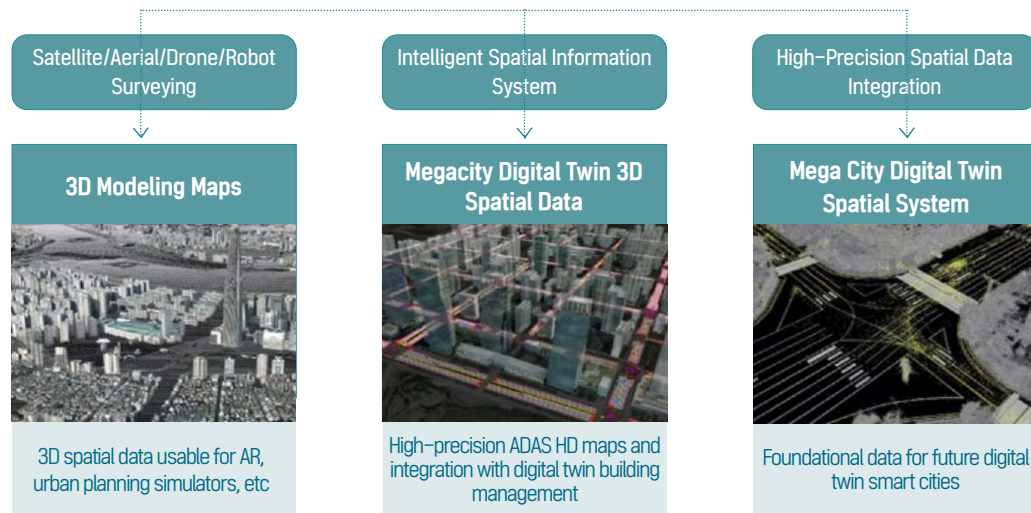 Satellite/Aerial/Drone/Robot
Surveying
Intelligent Spatial Information
System
High-Precision Spatial Data
Integration
3D Modeling Maps
Megacity Digital Twin 3D
Spatial Data
Mega City Digital Twin
Spatial System
3D spatial data usable for AR,
urban planning simulators, etc
High-precision ADAS HD maps and
integration with digital twin building
management
Foundational data for future digital
twin smart cities